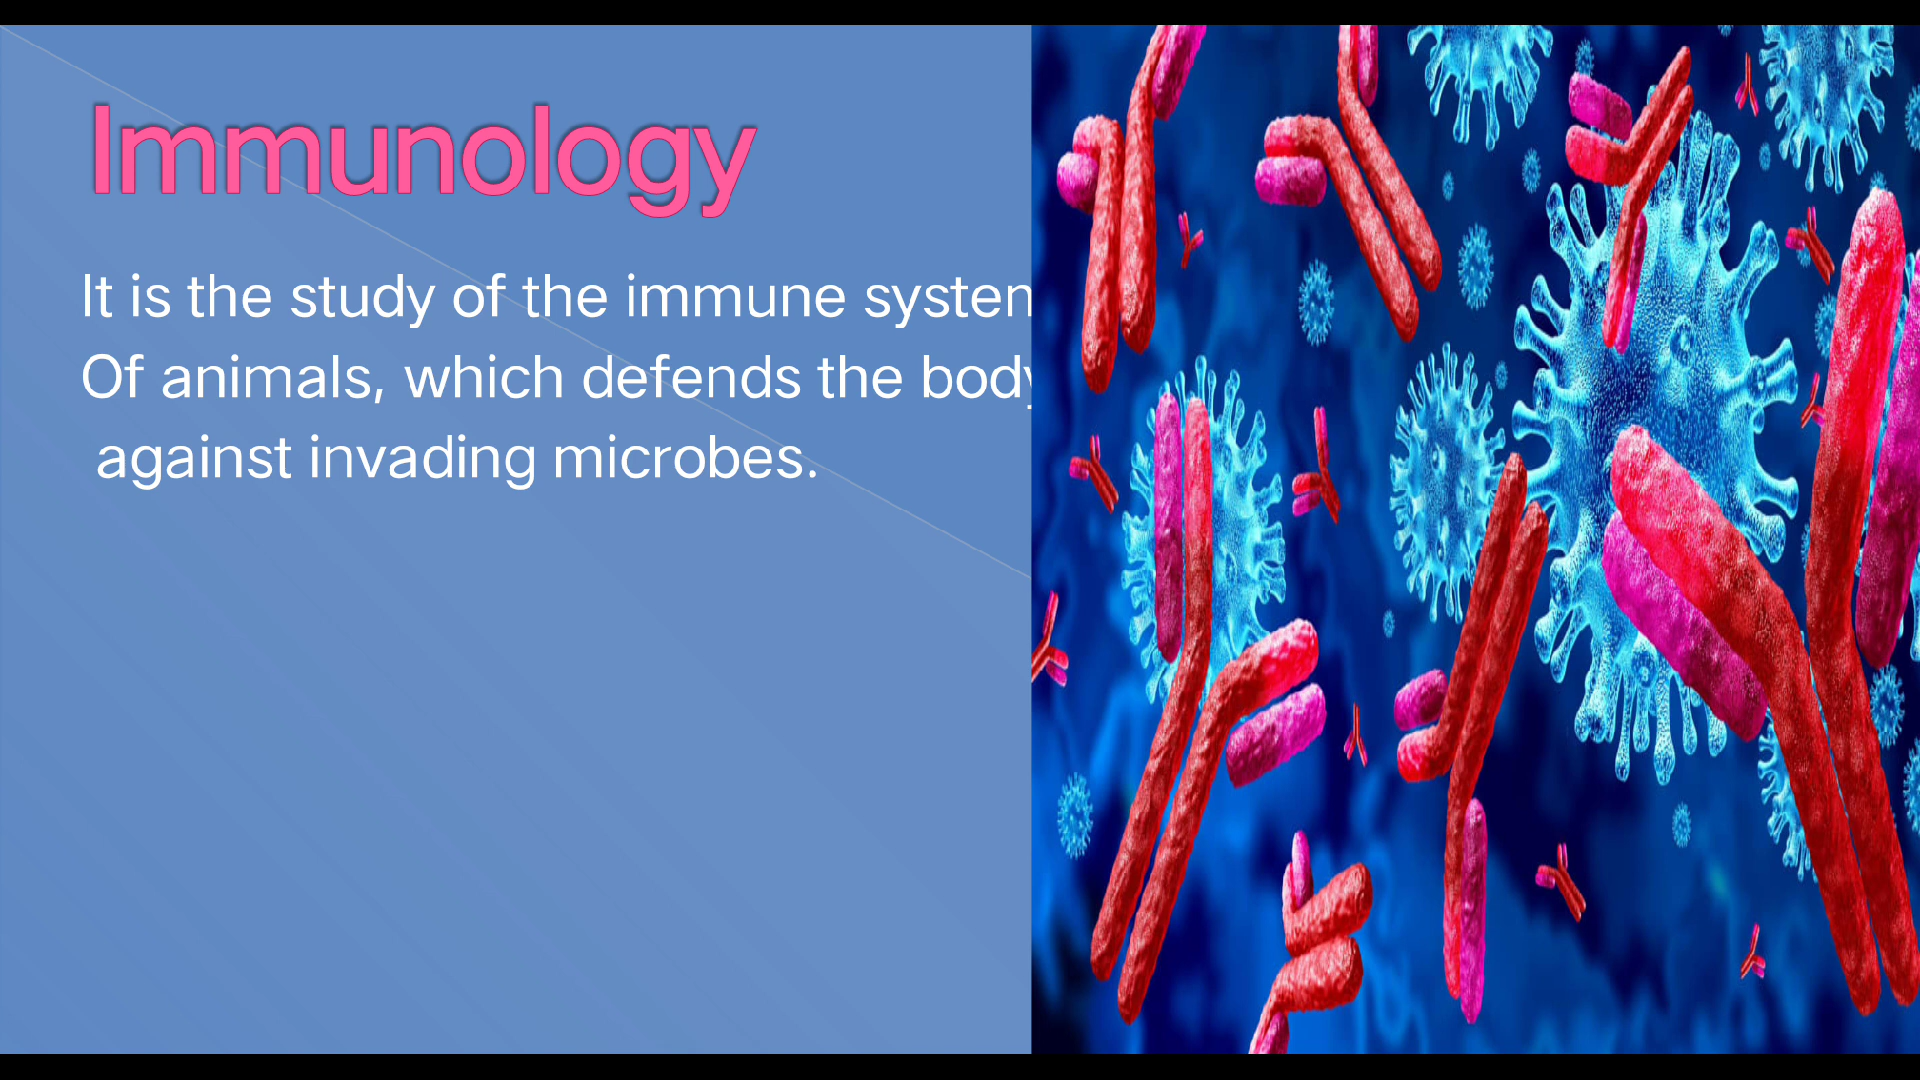 Immunology
It is the study of the immune system
Of animals, which defends the body
against invading microbes.